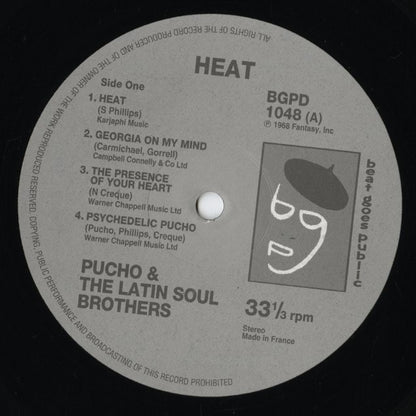 ALL RIGHTS OF THE RECORD PRODUCER AND OF THE OWNER OF THE WORK REPRODUCED RESERVED. COPYING, PUBLIC PERFORMANCE AND BROADCASTING OF THIS RECORD PROHIBITED
HEAT
Side One
1. HEAT
(S Phillips)
Karjaphi Music
2. GEORGIA ON MY MIND
(Carmichael, Gorrell)
Campbell Connelly & Co Ltd
3. THE PRESENCE
OF YOUR HEART
(N Creque)
Warner Chappell Music Ltd
4. PSYCHEDELIC PUCHO
(Pucho, Phillips, Creque)
Warner Chappell Music Ltd
BGPD
1048 (A)
℗ 1968 Fantasy, Inc
bgp
beat goes public
PUCHO &
THE LATIN SOUL
BROTHERS
33 1/3 rpm
Stereo
Made in France